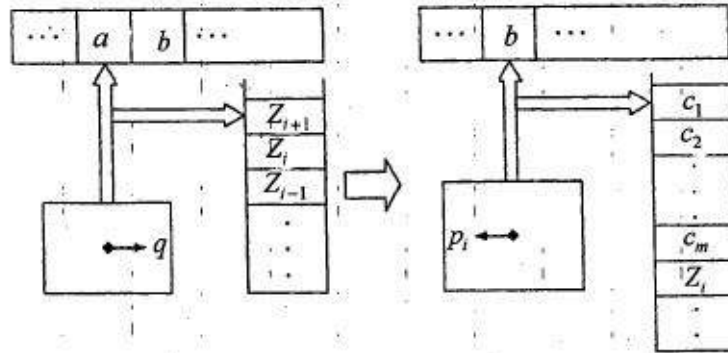 ··· a b ···
··· b ···
Z_{i+1}
Z_i
Z_{i-1}
.
.
.
q
c_1
c_2
.
.
.
c_m
Z_i
.
.
p_i